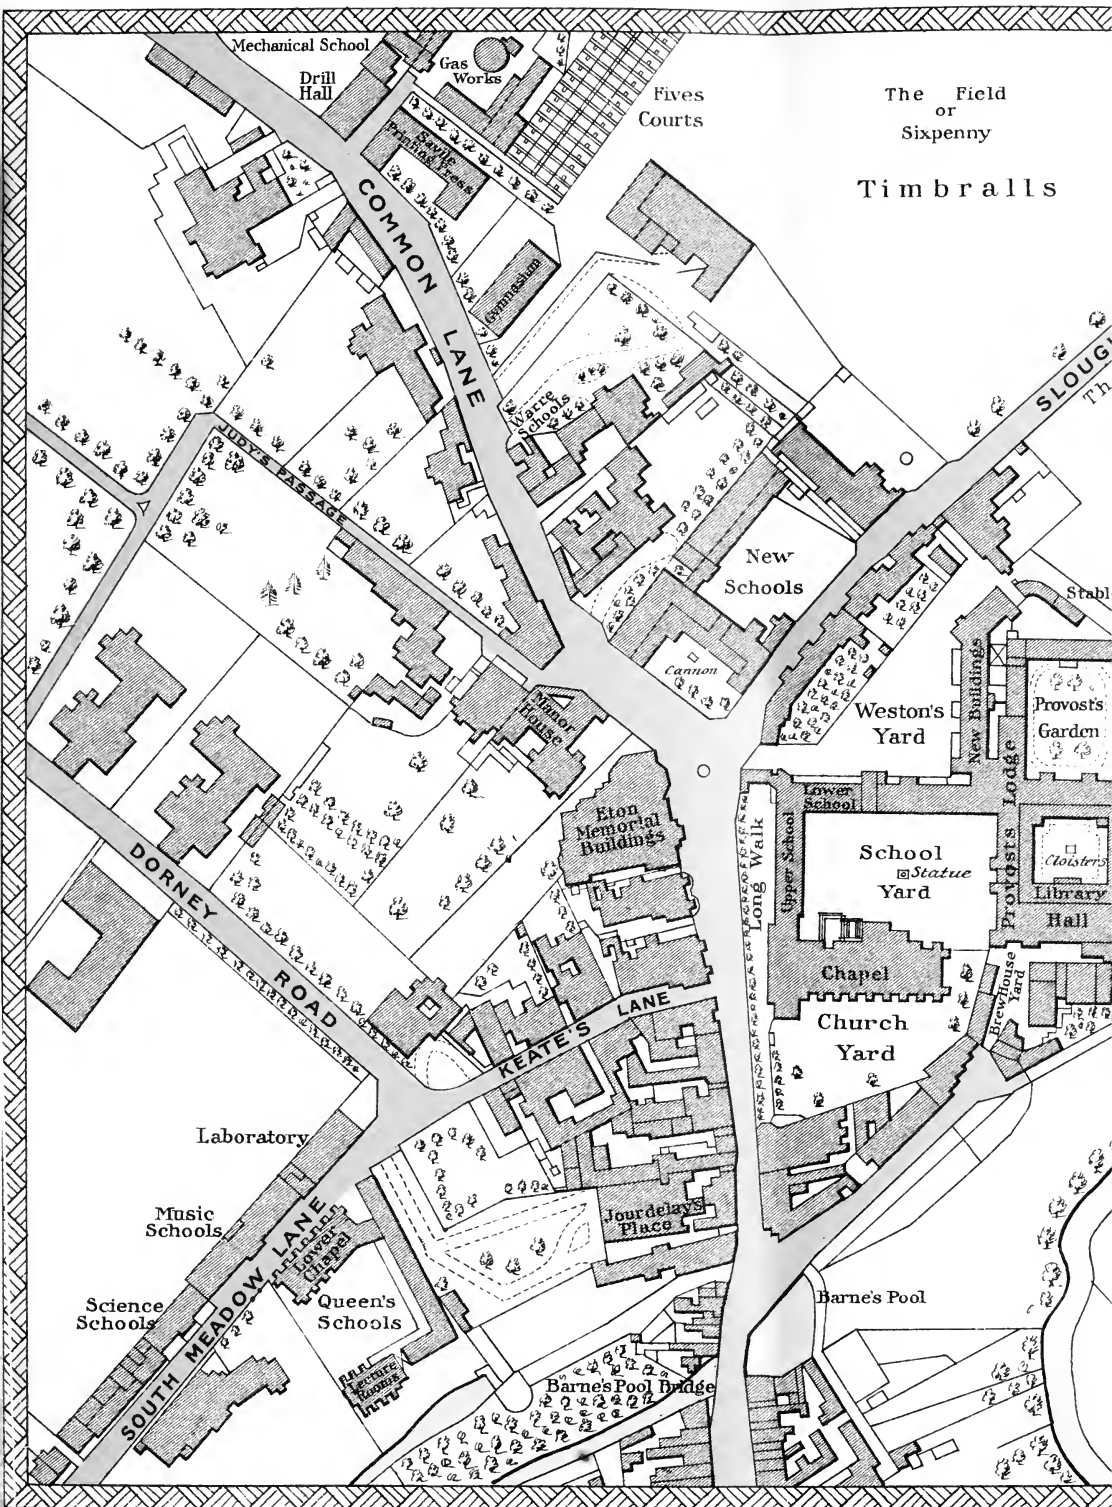 Mechanical School
Drill
Hall
Gas
Works
Fives
Courts
The Field
or
Sixpenny
Timbralls
Savile
Printing Press
COMMON LANE
Gymnasium
Warre
Schools
SLOUGH
Th
JUDY'S PASSAGE
New
Schools
Cannon
Stabl
Manor
House
Weston's
Yard
New Buildings
Provost's
Garden
Eton
Memorial
Buildings
Long Walk
Upper School
Lower
School
School
Yard
Statue
Provosts Lodge
Cloisters
Library
Hall
DORNEY ROAD
Chapel
Church
Yard
BrewHouse
Yard
KEATE'S LANE
Laboratory
Music
Schools
Science
Schools
SOUTH MEADOW LANE
Lower
Chapel
Queen's
Schools
Lecture
Rooms
Jourdelay's
Place
Barne's Pool
Barne's Pool Bridge